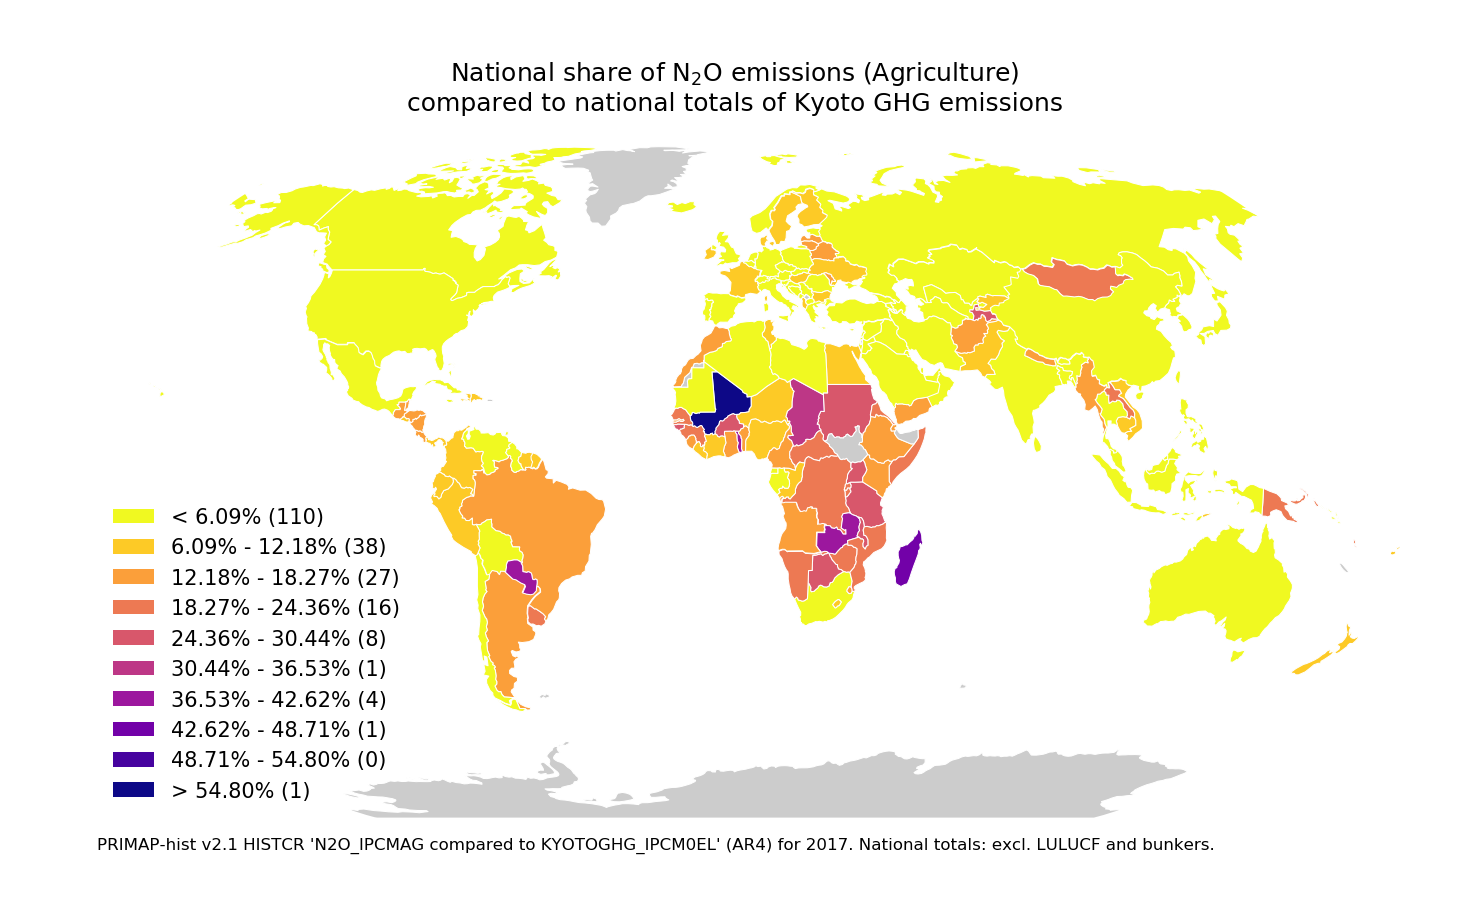 National share of N₂O emissions (Agriculture)
compared to national totals of Kyoto GHG emissions
< 6.09% (110)
6.09% - 12.18% (38)
12.18% - 18.27% (27)
18.27% - 24.36% (16)
24.36% - 30.44% (8)
30.44% - 36.53% (1)
36.53% - 42.62% (4)
42.62% - 48.71% (1)
48.71% - 54.80% (0)
> 54.80% (1)
PRIMAP-hist v2.1 HISTCR 'N2O_IPCMAG compared to KYOTOGHG_IPCM0EL' (AR4) for 2017. National totals: excl. LULUCF and bunkers.